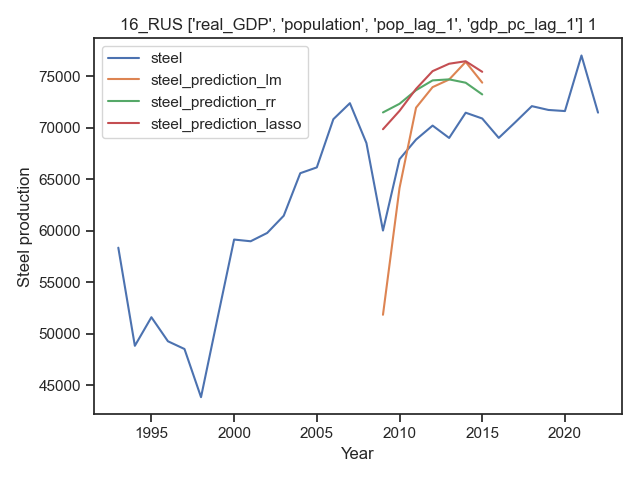 16_RUS ['real_GDP', 'population', 'pop_lag_1', 'gdp_pc_lag_1'] 1
steel
steel_prediction_lm
steel_prediction_rr
steel_prediction_lasso
Steel production
75000
70000
65000
60000
55000
50000
45000
1995
2000
2005
2010
2015
2020
Year